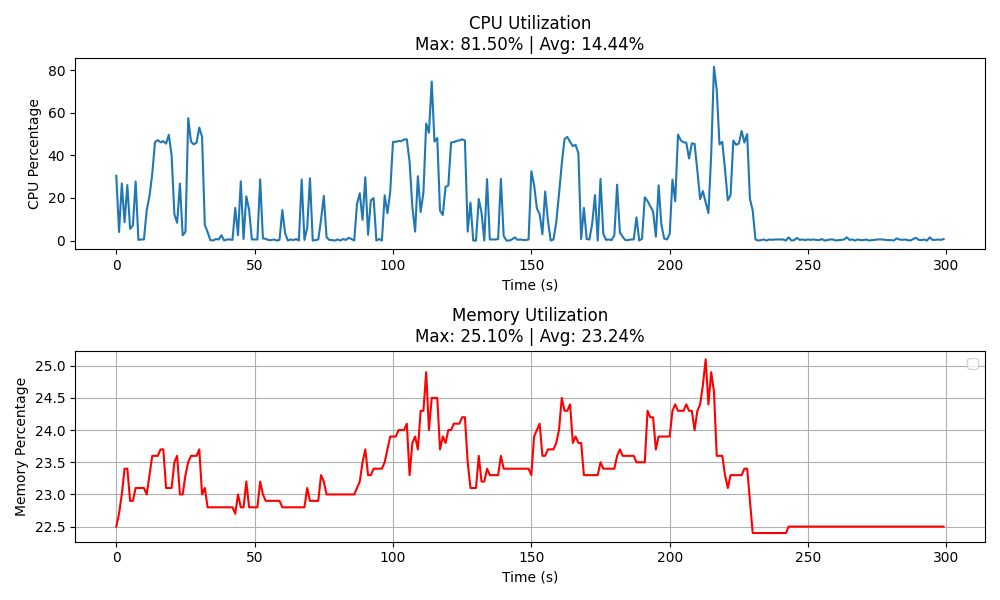 CPU Utilization
Max: 81.50% | Avg: 14.44%
CPU Percentage
80
60
40
20
0
0 50 100 150 200 250 300
Time (s)
Memory Utilization
Max: 25.10% | Avg: 23.24%
Memory Percentage
25.0
24.5
24.0
23.5
23.0
22.5
0 50 100 150 200 250 300
Time (s)